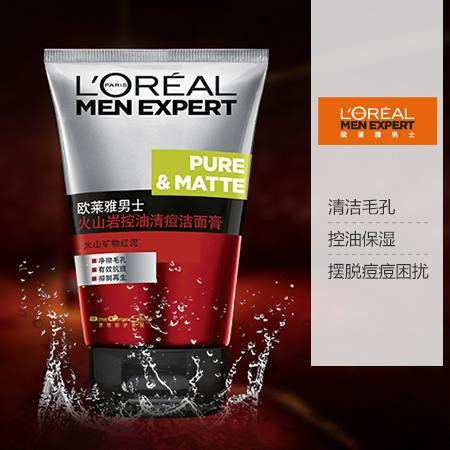 L'ORÉAL
PARIS
MEN EXPERT
PURE
& MATTE
欧莱雅男士
火山岩控油清痘洁面膏
火山矿物红泥
净彻毛孔
有效抗痘
抑制再生
L'ORÉAL
MEN EXPERT
欧莱雅男士
清洁毛孔
控油保湿
摆脱痘痘困扰